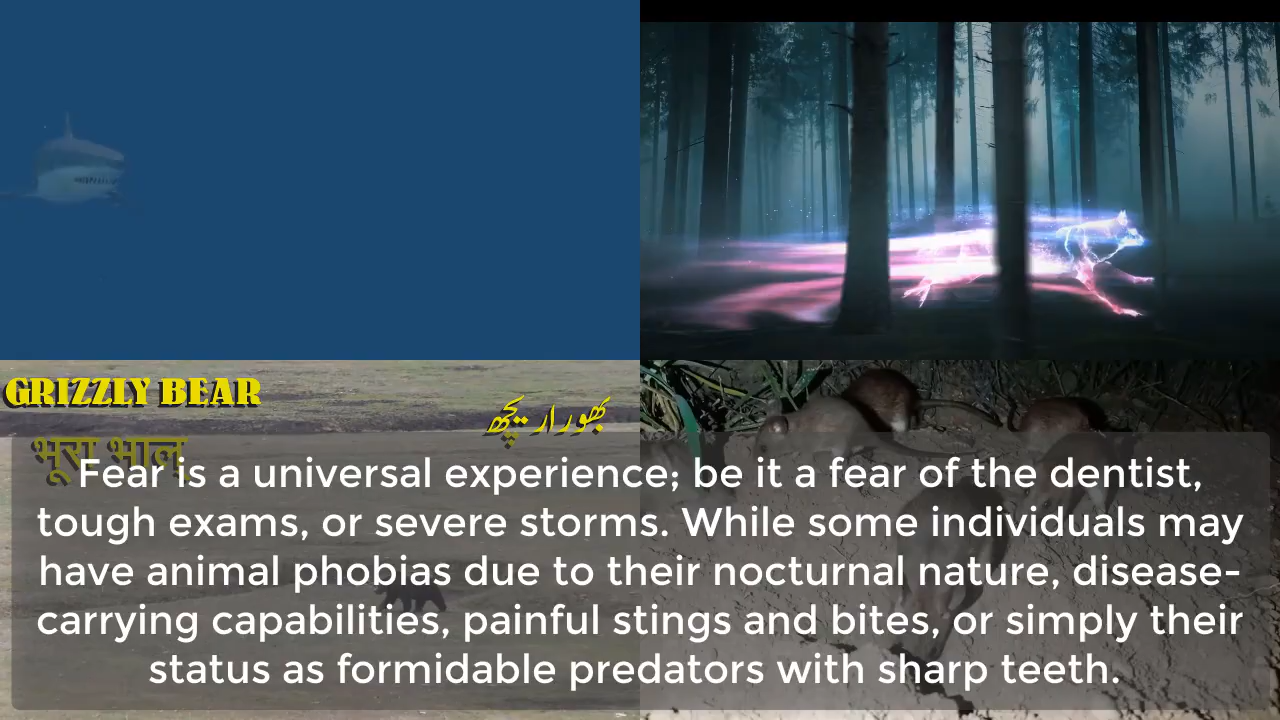 GRIZZLY BEAR
بھورا ریچھ
भूरा भालू
Fear is a universal experience; be it a fear of the dentist,
tough exams, or severe storms. While some individuals may
have animal phobias due to their nocturnal nature, disease-
carrying capabilities, painful stings and bites, or simply their
status as formidable predators with sharp teeth.